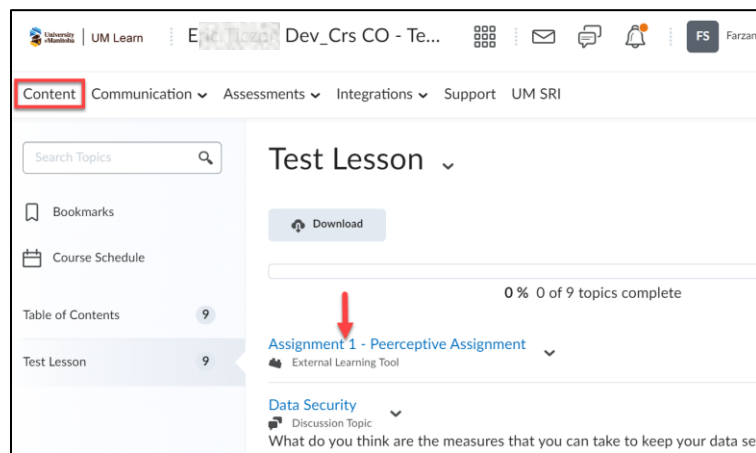 University
of Manitoba
UM Learn
Dev_Crs CO - Te...
FS
Farzan
Content Communication Assessments Integrations Support UM SRI
Search Topics
Test Lesson
Bookmarks
Download
Course Schedule
0 % 0 of 9 topics complete
Table of Contents 9
Assignment 1 - Peerceptive Assignment
Test Lesson 9
External Learning Tool
Data Security
Discussion Topic
What do you think are the measures that you can take to keep your data se